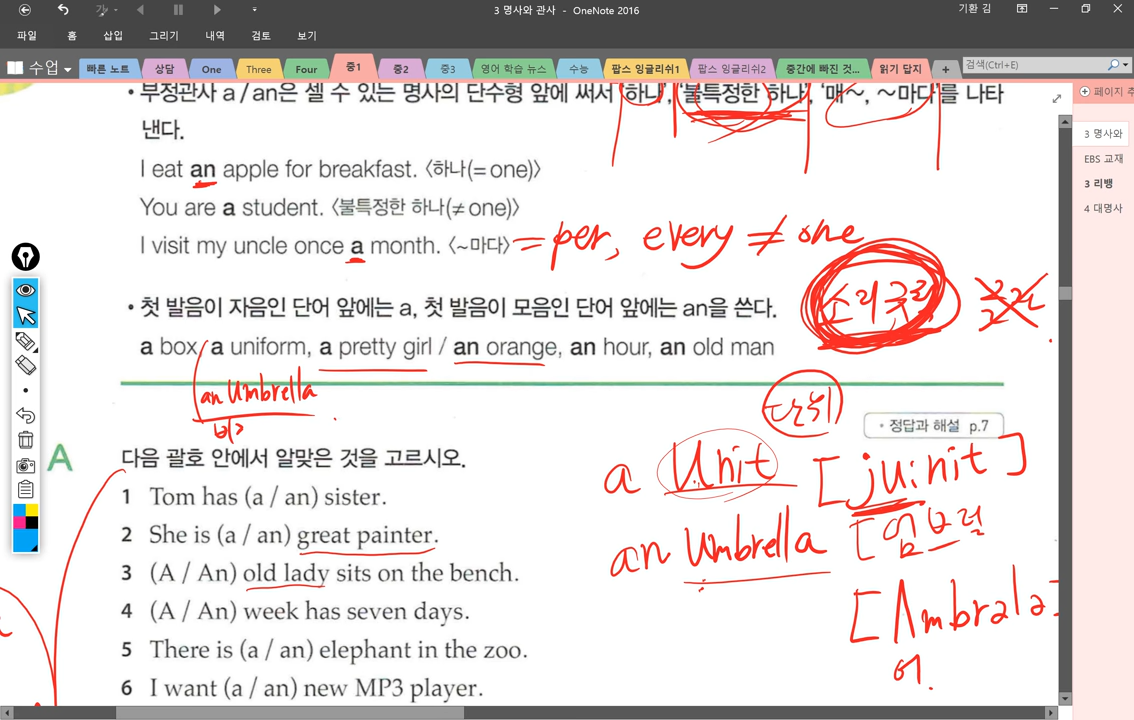 3 명사와 관사 - OneNote 2016
기환 김
파일 홈 삽입 그리기 내역 검토 보기
수업 빠른 노트 상담 One Three Four 중1 중2 중3 영어 학습 뉴스 수능 팝스 잉글리쉬1 팝스 잉글리쉬2 중간에 빠진 것... 읽기 답지 +
검색(Ctrl+E)
페이지 추
3 명사와
EBS 교재
3 리뱅
4 대명사
• 부정관사 a / an은 셀 수 있는 명사의 단수형 앞에 써서 '하나', '불특정한 하나', '매~, ~마다'를 나타
낸다.
I eat an apple for breakfast. 〈하나(= one)〉
You are a student. 〈불특정한 하나(≠ one)〉
I visit my uncle once a month. 〈~마다〉 = per, every ≠ one
• 첫 발음이 자음인 단어 앞에는 a, 첫 발음이 모음인 단어 앞에는 an을 쓴다.
소리규칙
a box, a uniform, a pretty girl / an orange, an hour, an old man
an umbrella
단위
• 정답과 해설 p.7
a Unit [ju:nit]
an umbrella [엄브럴
[ʌmbrələ]
어.
A 다음 괄호 안에서 알맞은 것을 고르시오.
1 Tom has (a / an) sister.
2 She is (a / an) great painter.
3 (A / An) old lady sits on the bench.
4 (A / An) week has seven days.
5 There is (a / an) elephant in the zoo.
6 I want (a / an) new MP3 player.